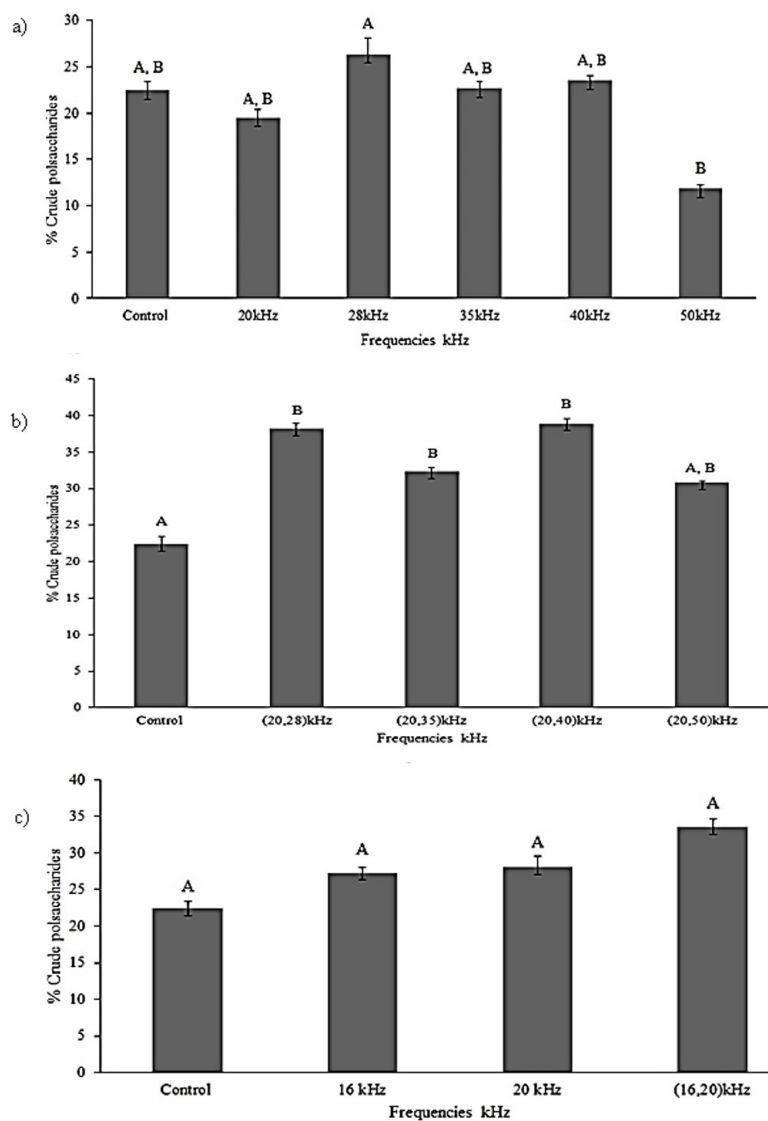 a)
% Crude polsaccharides
30
25
20
15
10
5
0
A, B
A, B
A
A, B
A, B
B
Control
20kHz
28kHz
35kHz
40kHz
50kHz
Frequencies kHz
b)
% Crude polsaccharides
45
40
35
30
25
20
15
10
5
0
A
B
B
B
A, B
Control
(20,28)kHz
(20,35)kHz
(20,40)kHz
(20,50)kHz
Frequencies kHz
c)
% Crude polsaccharides
40
35
30
25
20
15
10
5
0
A
A
A
A
Control
16 kHz
20 kHz
(16,20)kHz
Frequencies kHz